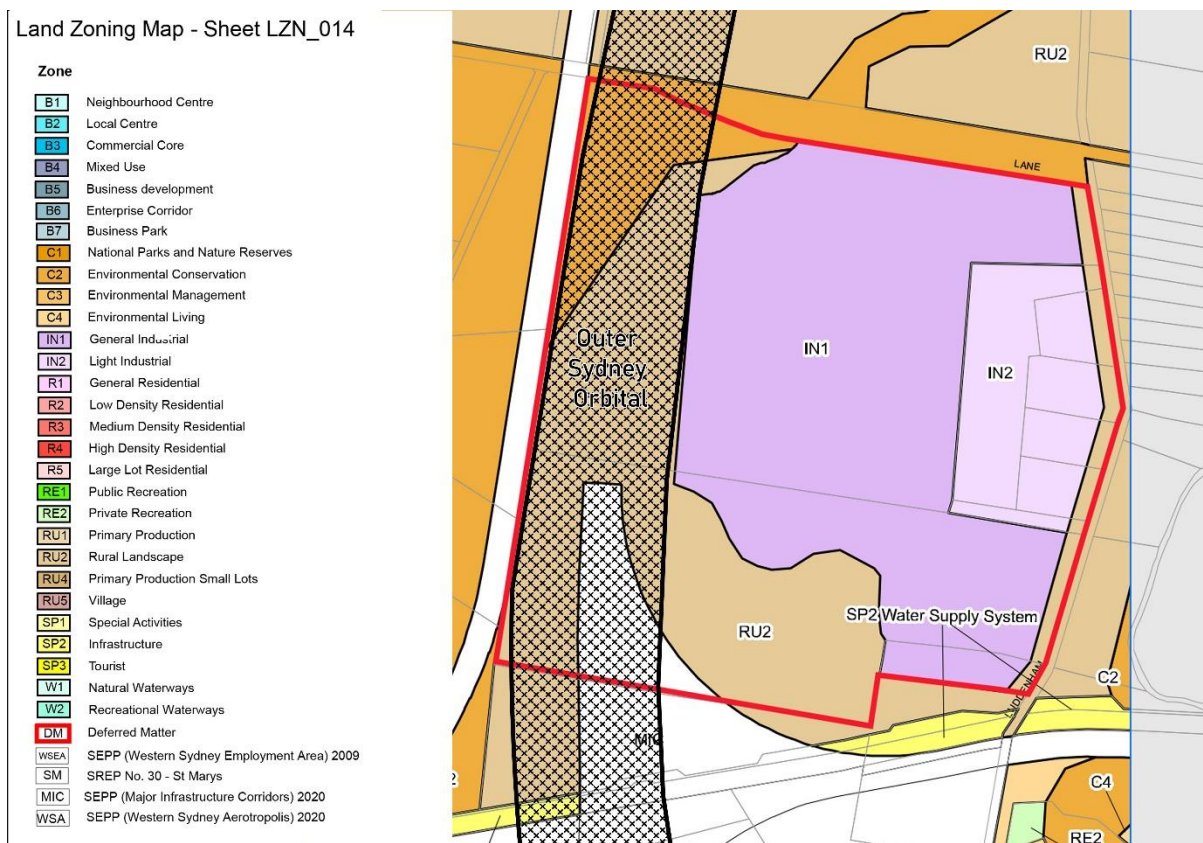 Land Zoning Map - Sheet LZN_014
Zone
B1 Neighbourhood Centre
B2 Local Centre
B3 Commercial Core
B4 Mixed Use
B5 Business development
B6 Enterprise Corridor
B7 Business Park
C1 National Parks and Nature Reserves
C2 Environmental Conservation
C3 Environmental Management
C4 Environmental Living
IN1 General Industrial
IN2 Light Industrial
R1 General Residential
R2 Low Density Residential
R3 Medium Density Residential
R4 High Density Residential
R5 Large Lot Residential
RE1 Public Recreation
RE2 Private Recreation
RU1 Primary Production
RU2 Rural Landscape
RU4 Primary Production Small Lots
RU5 Village
SP1 Special Activities
SP2 Infrastructure
SP3 Tourist
W1 Natural Waterways
W2 Recreational Waterways
DM Deferred Matter
WSEA SEPP (Western Sydney Employment Area) 2009
SM SREP No. 30 - St Marys
MIC SEPP (Major Infrastructure Corridors) 2020
WSA SEPP (Western Sydney Aerotropolis) 2020
RU2
LANE
Outer
Sydney
Orbital
IN1
IN2
SP2 Water Supply System
RU2
C2
MIC
C4
RE2